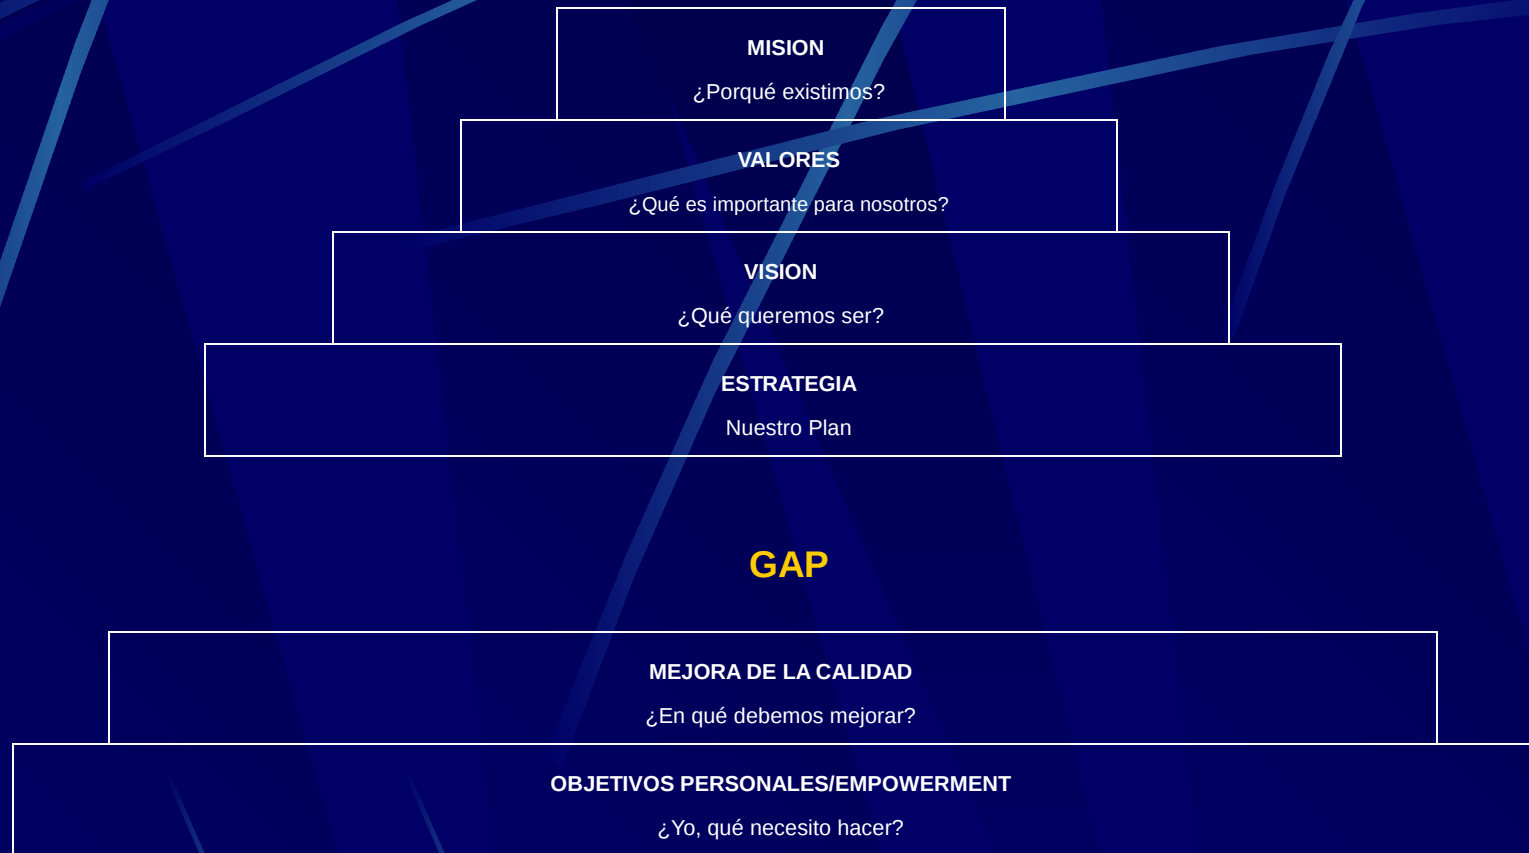 MISION
¿Porqué existimos?
VALORES
¿Qué es importante para nosotros?
VISION
¿Qué queremos ser?
ESTRATEGIA
Nuestro Plan
GAP
MEJORA DE LA CALIDAD
¿En qué debemos mejorar?
OBJETIVOS PERSONALES/EMPOWERMENT
¿Yo, qué necesito hacer?